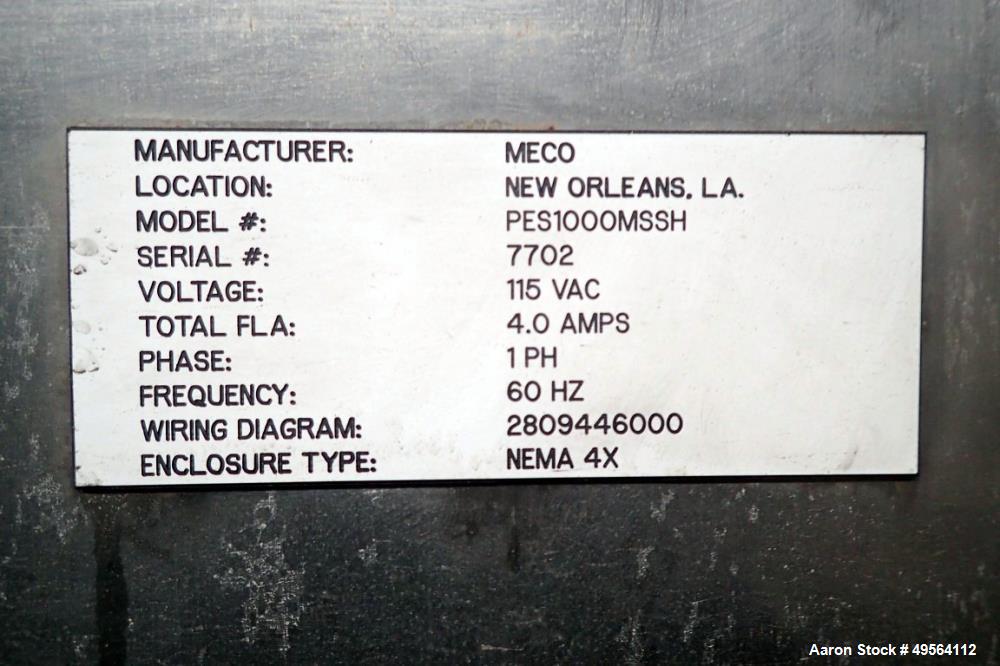 MANUFACTURER: MECO
LOCATION: NEW ORLEANS, LA.
MODEL #: PES1000MSSH
SERIAL #: 7702
VOLTAGE: 115 VAC
TOTAL FLA: 4.0 AMPS
PHASE: 1 PH
FREQUENCY: 60 HZ
WIRING DIAGRAM: 2809446000
ENCLOSURE TYPE: NEMA 4X
Aaron Stock # 49564112